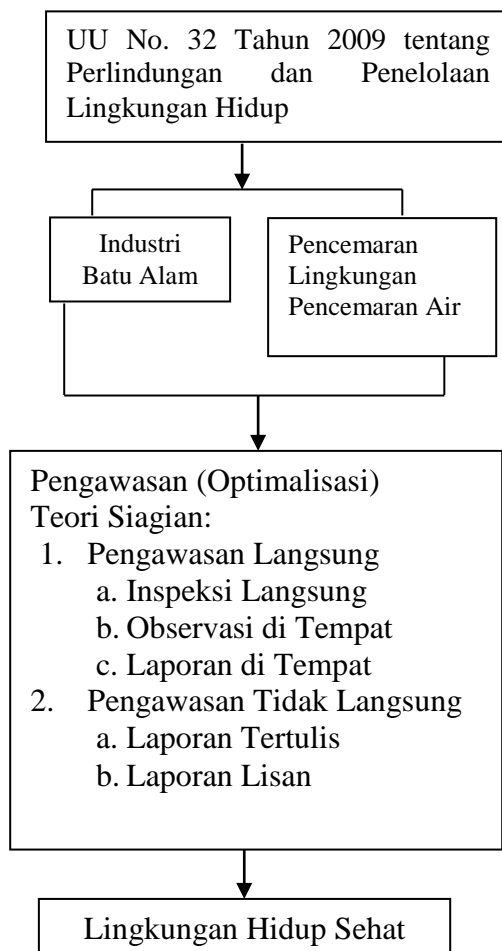 UU No. 32 Tahun 2009 tentang
Perlindungan dan Penelolaan
Lingkungan Hidup
Industri
Batu Alam
Pencemaran
Lingkungan
Pencemaran Air
Pengawasan (Optimalisasi)
Teori Siagian:
1. Pengawasan Langsung
a. Inspeksi Langsung
b. Observasi di Tempat
c. Laporan di Tempat
2. Pengawasan Tidak Langsung
a. Laporan Tertulis
b. Laporan Lisan
Lingkungan Hidup Sehat